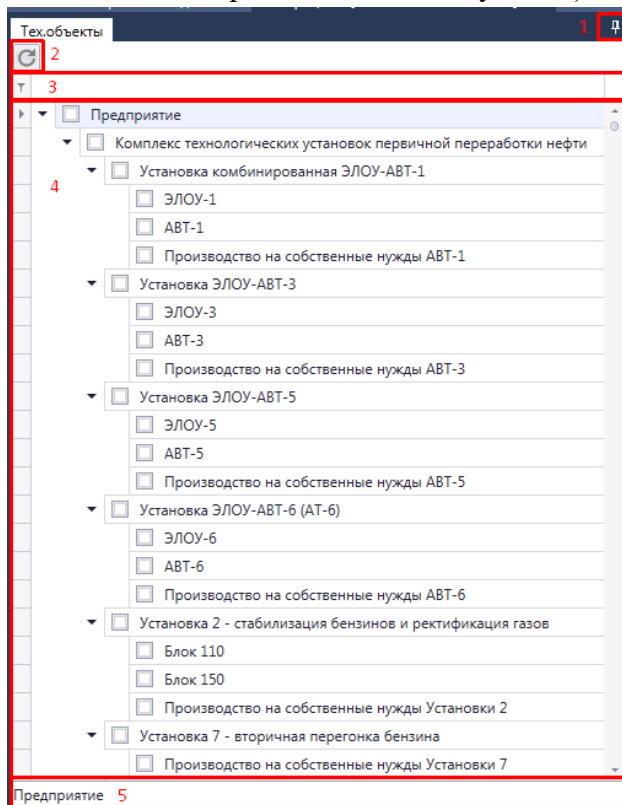 Тех.объекты 1
2
3
Предприятие
Комплекс технологических установок первичной переработки нефти
Установка комбинированная ЭЛОУ-АВТ-1
4
ЭЛОУ-1
АВТ-1
Производство на собственные нужды АВТ-1
Установка ЭЛОУ-АВТ-3
ЭЛОУ-3
АВТ-3
Производство на собственные нужды АВТ-3
Установка ЭЛОУ-АВТ-5
ЭЛОУ-5
АВТ-5
Производство на собственные нужды АВТ-5
Установка ЭЛОУ-АВТ-6 (АТ-6)
ЭЛОУ-6
АВТ-6
Производство на собственные нужды АВТ-6
Установка 2 - стабилизация бензинов и ректификация газов
Блок 110
Блок 150
Производство на собственные нужды Установки 2
Установка 7 - вторичная перегонка бензина
Производство на собственные нужды Установки 7
Предприятие 5